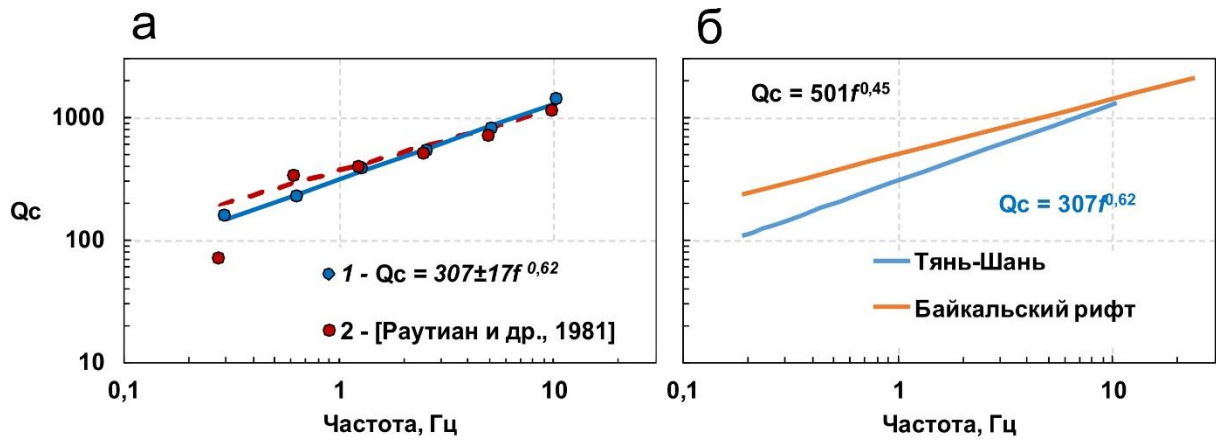 а
1000
100
10
Qc
0,1
1
10
Частота, Гц
1 - Qc = 307±17f 0,62
2 - [Раутиан и др., 1981]
б
Qc = 501f0,45
Qc = 307f0,62
Тянь-Шань
Байкальский рифт
0,1
1
10
Частота, Гц